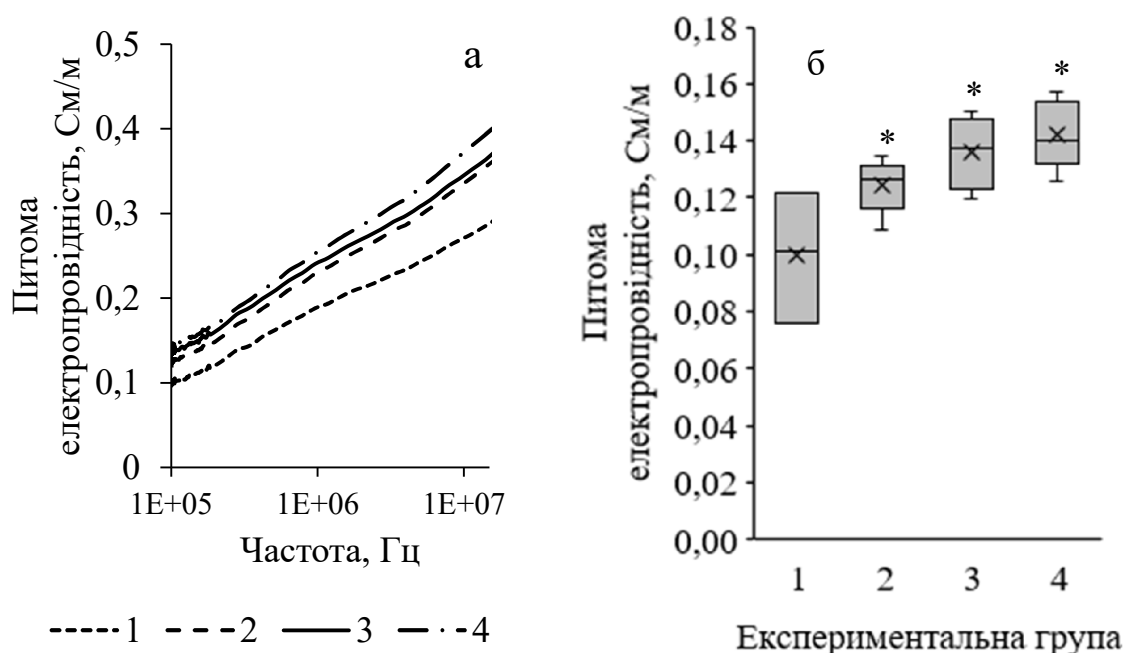 а
Питома
електропровідність, См/м
0,5
0,4
0,3
0,2
0,1
0
1E+05
1E+06
1E+07
Частота, Гц
1
2
3
4
б
Питома
електропровідність, См/м
0,18
0,16
0,14
0,12
0,10
0,08
0,06
0,04
0,02
0,00
*
*
*
1
2
3
4
Експериментальна група